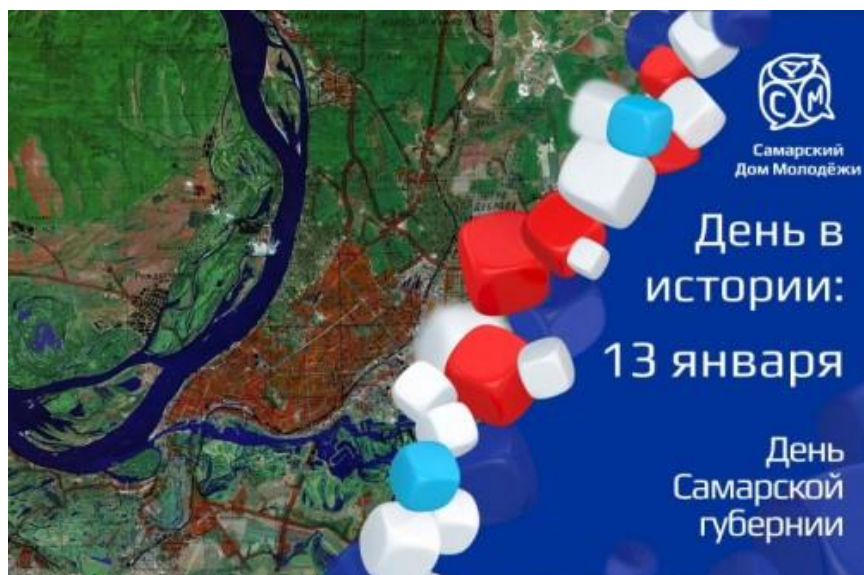 С М
Самарский
Дом Молодёжи
День в
истории:
13 января
День
Самарской
губернии